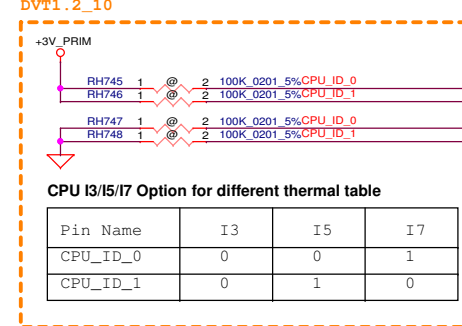 DVT1.2_10
+3V_PRIM
RH745 1 @ 2 100K_0201_5% CPU_ID_0
RH746 1 @ 2 100K_0201_5% CPU_ID_1
RH747 1 @ 2 100K_0201_5% CPU_ID_0
RH748 1 @ 2 100K_0201_5% CPU_ID_1
CPU I3/I5/I7 Option for different thermal table
Pin Name I3 I5 I7
CPU_ID_0 0 0 1
CPU_ID_1 0 1 0